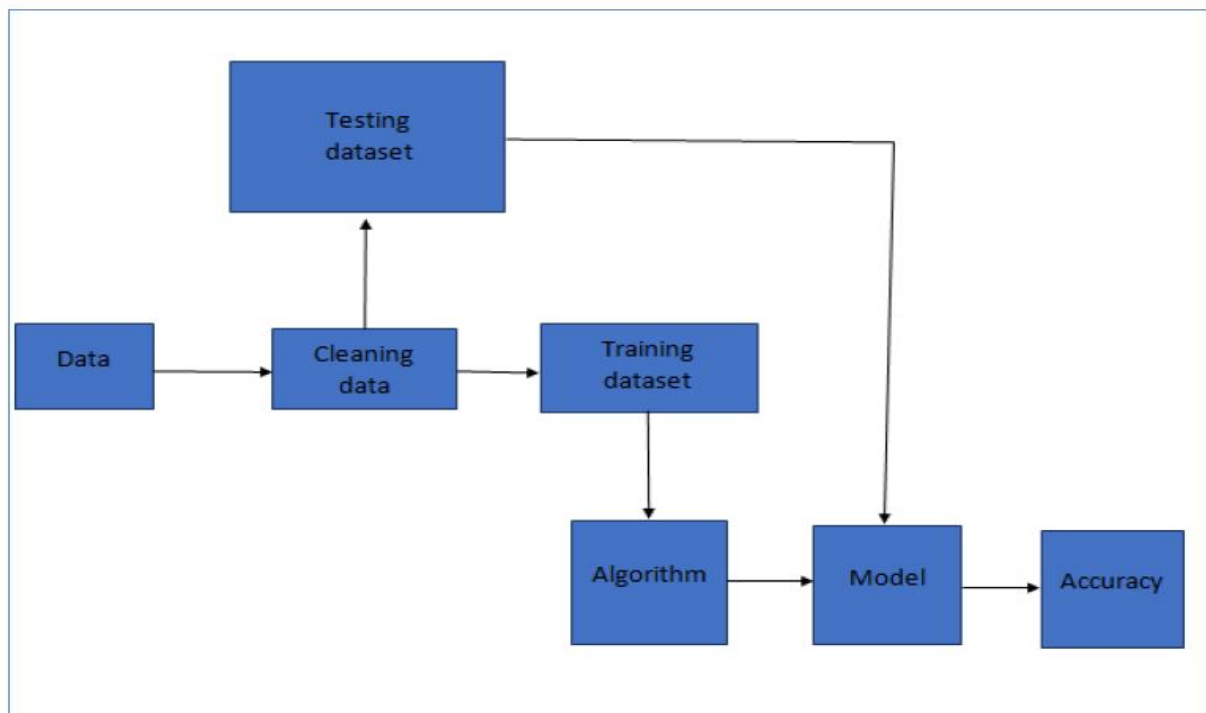 Testing
dataset
Data
Cleaning
data
Training
dataset
Algorithm
Model
Accuracy